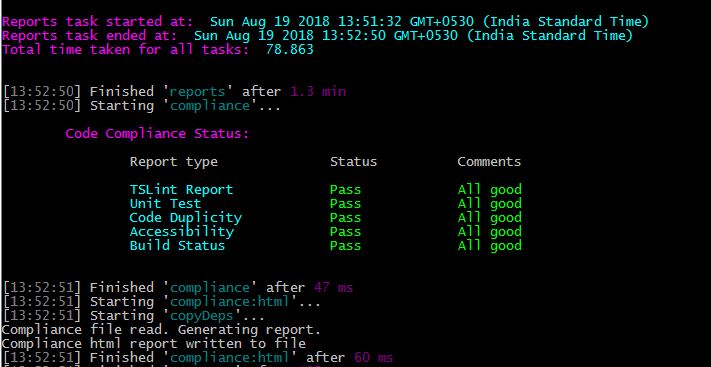 Reports task started at:  Sun Aug 19 2018 13:51:32 GMT+0530 (India Standard Time)
Reports task ended at:  Sun Aug 19 2018 13:52:50 GMT+0530 (India Standard Time)
Total time taken for all tasks:  78.863
[13:52:50] Finished 'reports' after 1.3 min
[13:52:50] Starting 'compliance'...
Code Compliance Status:
Report type Status Comments
TSLint Report Pass All good
Unit Test Pass All good
Code Duplicity Pass All good
Accessibility Pass All good
Build Status Pass All good
[13:52:51] Finished 'compliance' after 47 ms
[13:52:51] Starting 'compliance:html'...
[13:52:51] Starting 'copyDeps'...
Compliance file read. Generating report.
Compliance html report written to file
[13:52:51] Finished 'compliance:html' after 60 ms